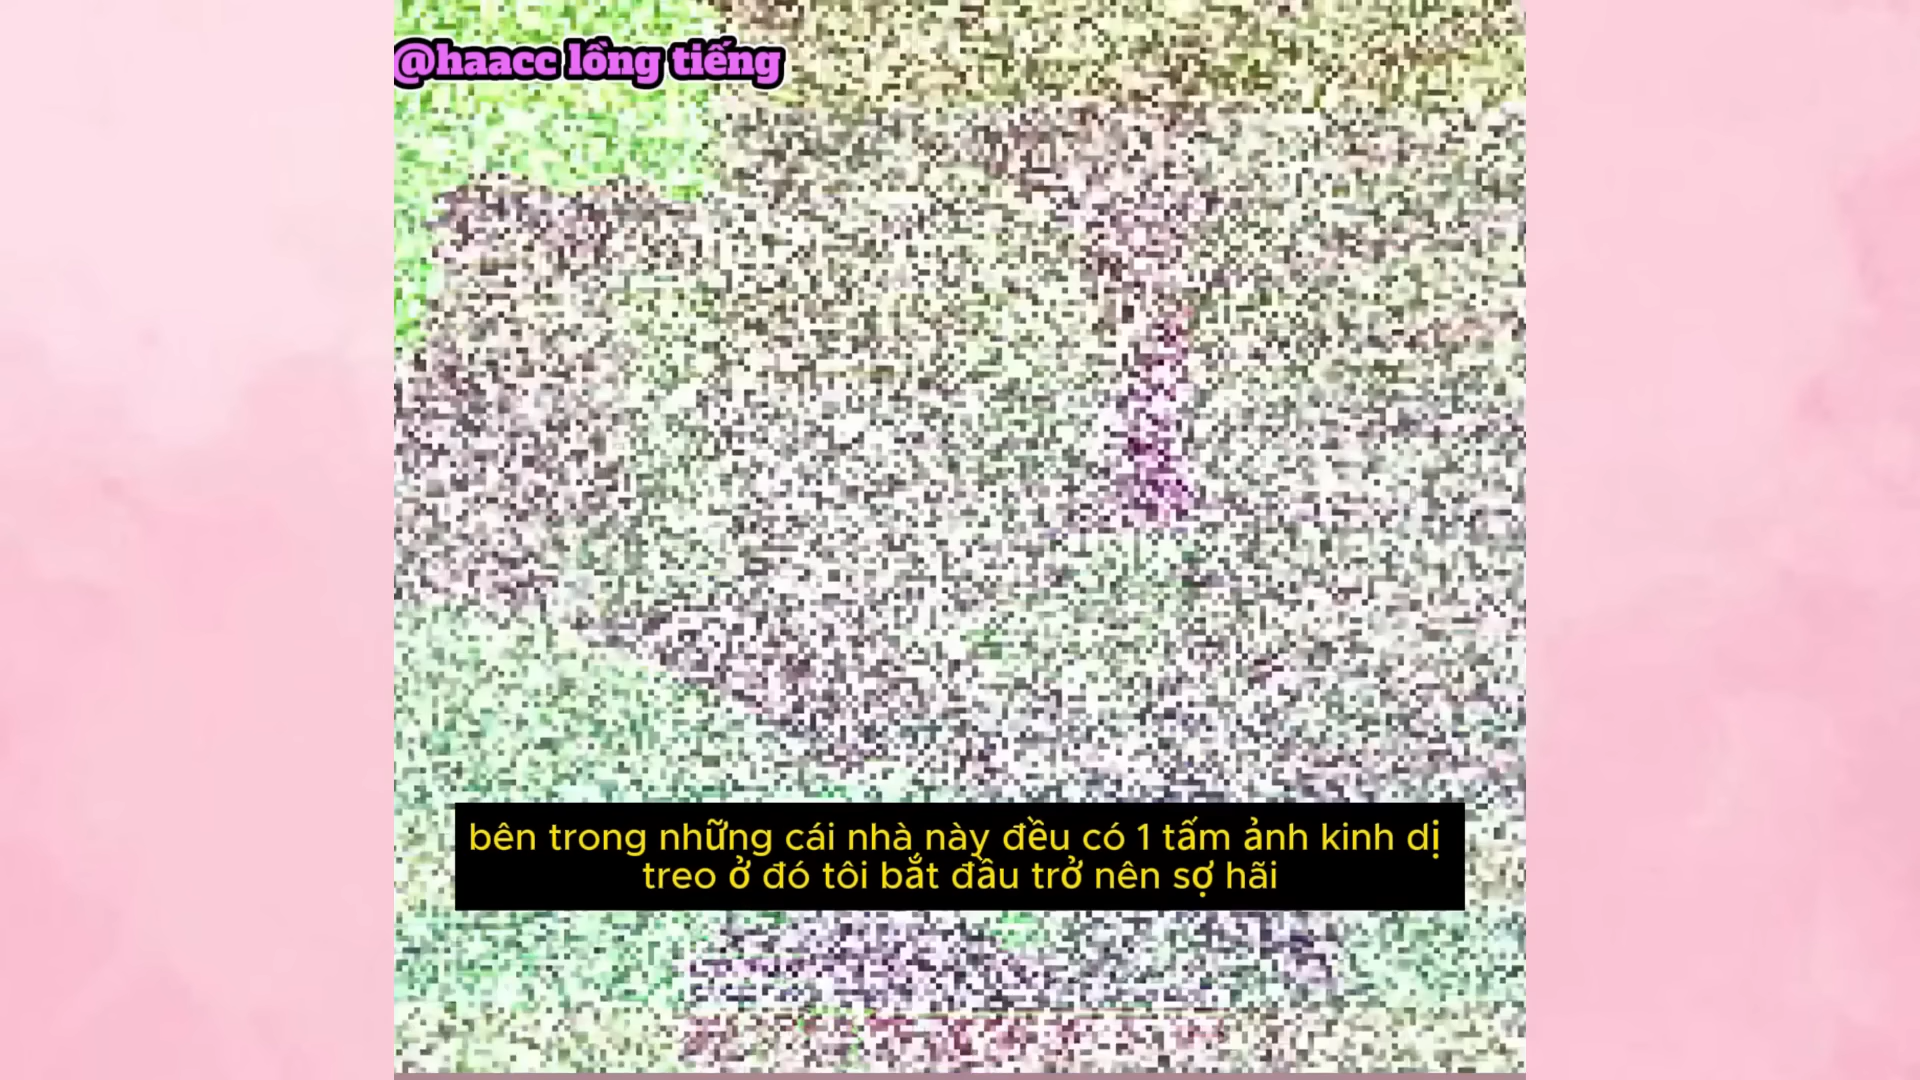 @haacc lồng tiếng
bên trong những cái nhà này đều có 1 tấm ảnh kinh dị
treo ở đó tôi bắt đầu trở nên sợ hãi